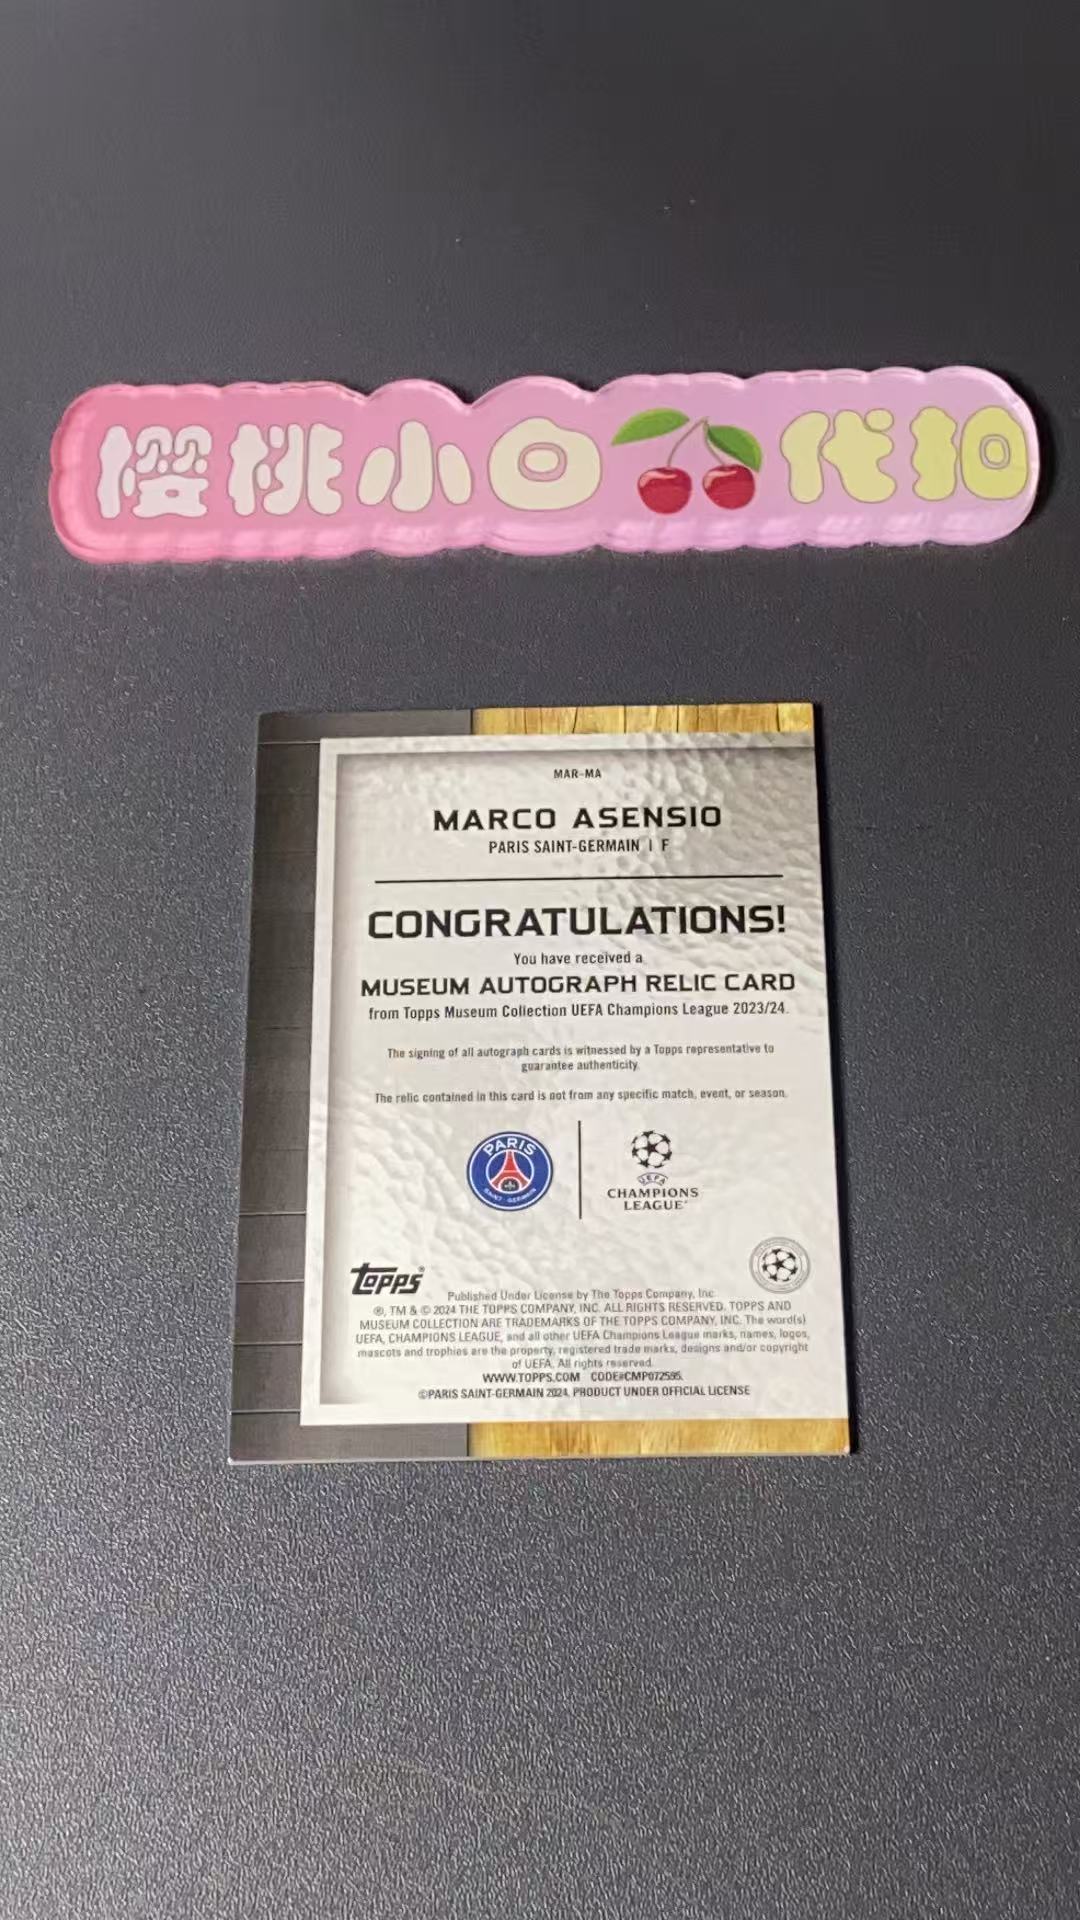 樱桃小白代扣
MAR-MA
MARCO ASENSIO
PARIS SAINT-GERMAIN | F
CONGRATULATIONS!
You have received a
MUSEUM AUTOGRAPH RELIC CARD
from Topps Museum Collection UEFA Champions League 2023/24.
The signing of all autograph cards is witnessed by a Topps representative to
guarantee authenticity.
The relic contained in this card is not from any specific match, event, or season.
PARIS
SAINT-GERMAIN
UEFA
CHAMPIONS
LEAGUE
Topps
Published Under License by The Topps Company, Inc.
®, TM & © 2024 THE TOPPS COMPANY, INC. ALL RIGHTS RESERVED. TOPPS AND
MUSEUM COLLECTION ARE TRADEMARKS OF THE TOPPS COMPANY, INC. The word(s)
UEFA, CHAMPIONS LEAGUE, and all other UEFA Champions League marks, names, logos,
mascots and trophies are the property, registered trade marks, designs and/or copyright
of UEFA. All rights reserved.
WWW.TOPPS.COM CODE#CMP072595.
©PARIS SAINT-GERMAIN 2024. PRODUCT UNDER OFFICIAL LICENSE